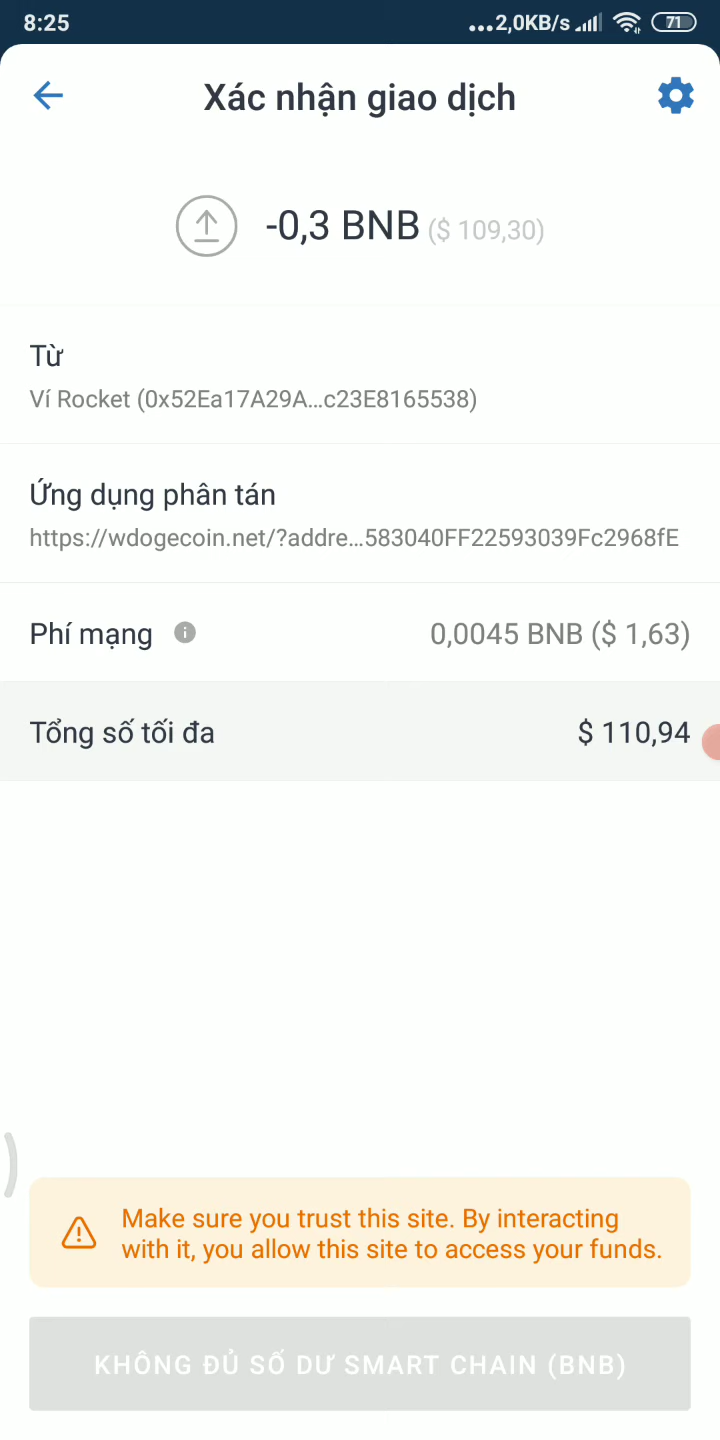 8:25
...2,0KB/s
71
Xác nhận giao dịch
-0,3 BNB ($ 109,30)
Từ
Ví Rocket (0x52Ea17A29A...c23E8165538)
Ứng dụng phân tán
https://wdogecoin.net/?addre...583040FF22593039Fc2968fE
Phí mạng
0,0045 BNB ($ 1,63)
Tổng số tối đa
$ 110,94
Make sure you trust this site. By interacting
with it, you allow this site to access your funds.
KHÔNG ĐỦ SỐ DƯ SMART CHAIN (BNB)